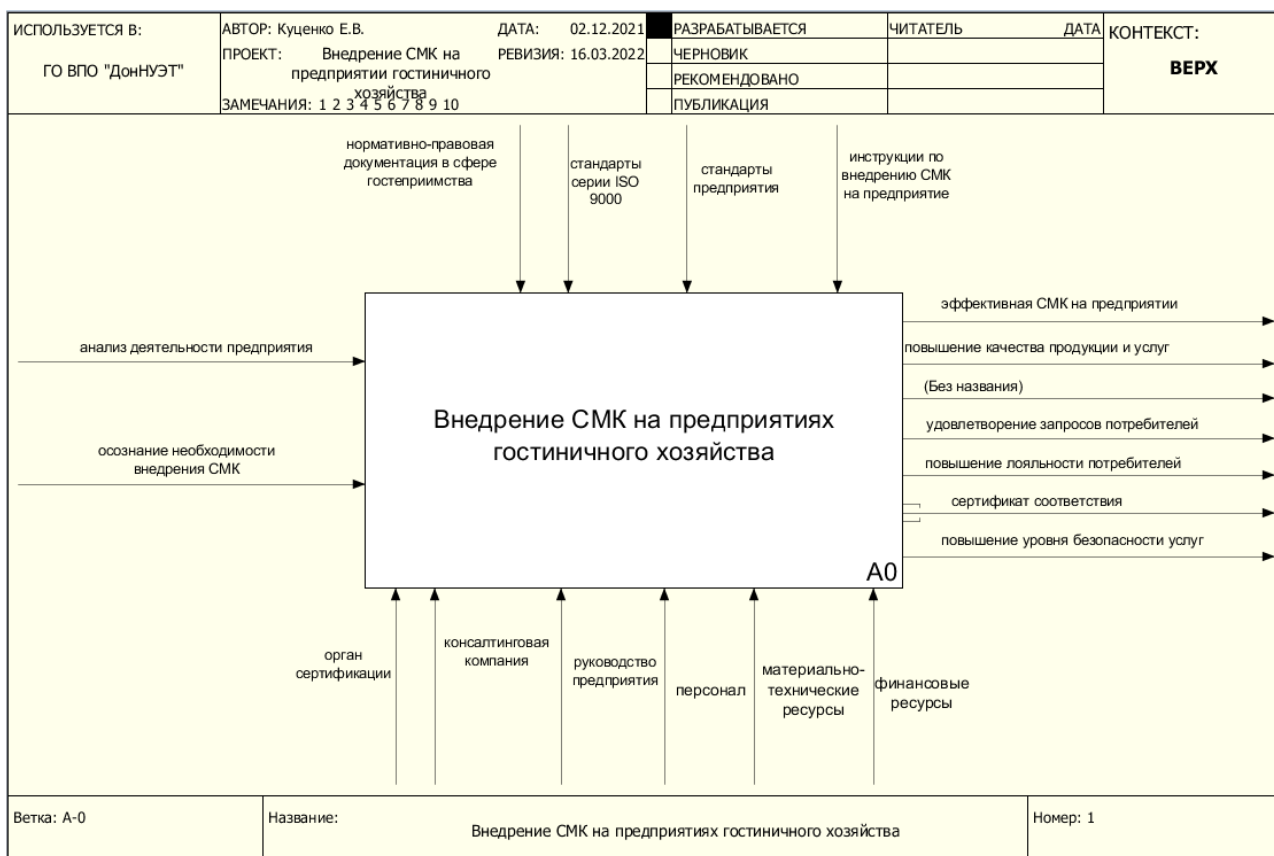 ИСПОЛЬЗУЕТСЯ В:
ГО ВПО "ДонНУЭТ"
АВТОР: Куценко Е.В.
ДАТА: 02.12.2021
ПРОЕКТ: Внедрение СМК на
предприятии гостиничного
хозяйства
РЕВИЗИЯ: 16.03.2022
ЗАМЕЧАНИЯ: 1 2 3 4 5 6 7 8 9 10
РАЗРАБАТЫВАЕТСЯ
ЧЕРНОВИК
РЕКОМЕНДОВАНО
ПУБЛИКАЦИЯ
ЧИТАТЕЛЬ
ДАТА
КОНТЕКСТ:
ВЕРХ
нормативно-правовая
документация в сфере
гостеприимства
стандарты
серии ISO
9000
стандарты
предприятия
инструкции по
внедрению СМК
на предприятие
анализ деятельности предприятия
осознание необходимости
внедрения СМК
Внедрение СМК на предприятиях
гостиничного хозяйства
A0
эффективная СМК на предприятии
повышение качества продукции и услуг
(Без названия)
удовлетворение запросов потребителей
повышение лояльности потребителей
сертификат соответствия
повышение уровня безопасности услуг
орган
сертификации
консалтинговая
компания
руководство
предприятия
персонал
материально-
технические
ресурсы
финансовые
ресурсы
Ветка: A-0
Название:
Внедрение СМК на предприятиях гостиничного хозяйства
Номер: 1